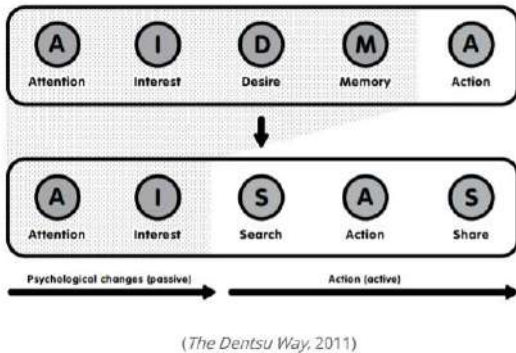 A I D M A
Attention Interest Desire Memory Action
A I S A S
Attention Interest Search Action Share
Psychological changes (passive) Action (active)
(The Dentsu Way, 2011)